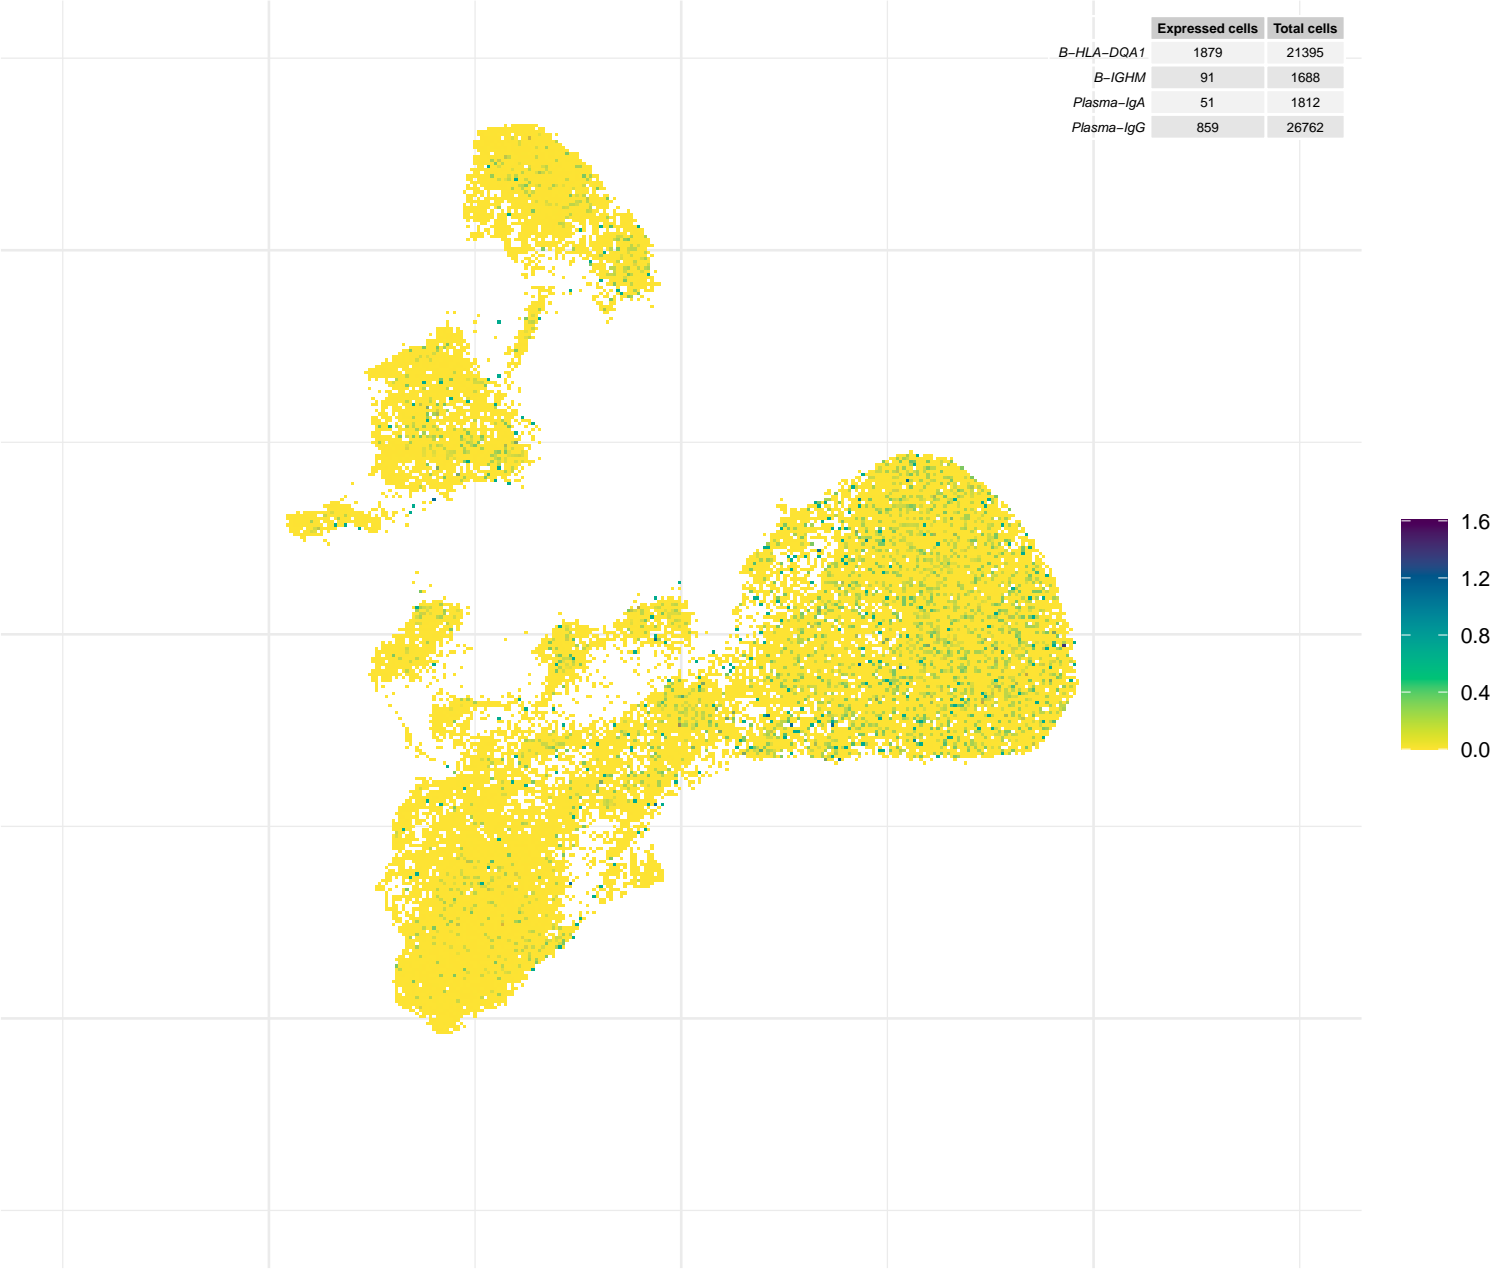 Expressed cells Total cells
B−HLA−DQA1 1879 21395
B−IGHM 91 1688
Plasma−IgA 51 1812
Plasma−IgG 859 26762
1.6
1.2
0.8
0.4
0.0